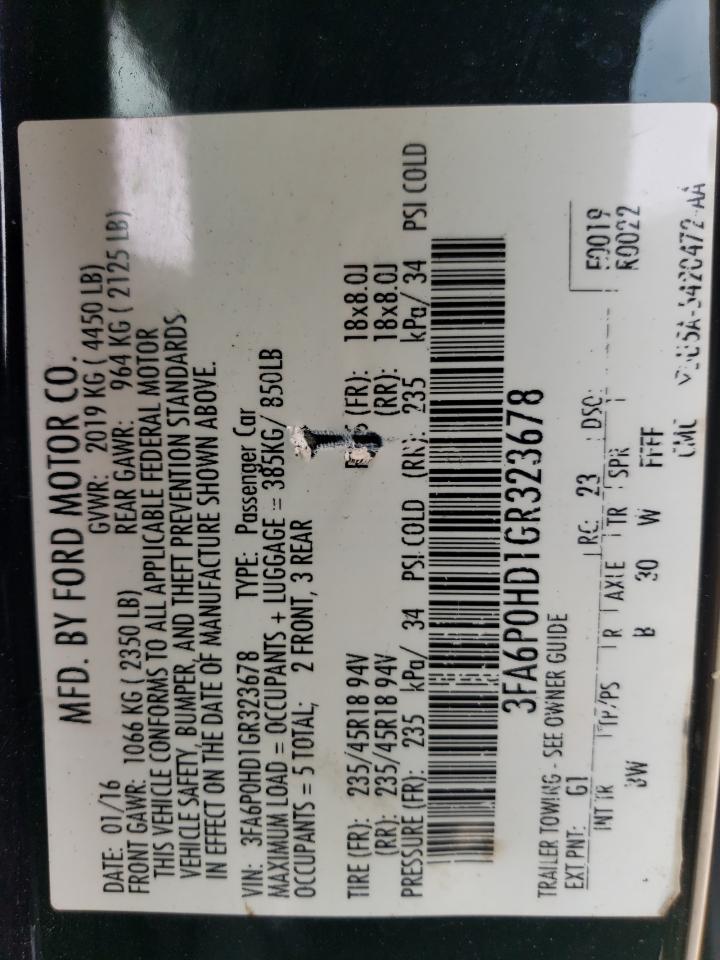 MFD. BY FORD MOTOR CO.
DATE: 01/16 GVWR: 2019 KG ( 4450 LB)
FRONT GAWR: 1066 KG ( 2350 LB) REAR GAWR: 964 KG ( 2125 LB)
THIS VEHICLE CONFORMS TO ALL APPLICABLE FEDERAL MOTOR
VEHICLE SAFETY, BUMPER, AND THEFT PREVENTION STANDARDS
IN EFFECT ON THE DATE OF MANUFACTURE SHOWN ABOVE.
VIN: 3FA6P0HD1GR323678 TYPE: Passenger Car
MAXIMUM LOAD = OCCUPANTS + LUGGAGE = 385KG/ 850LB
OCCUPANTS = 5 TOTAL; 2 FRONT, 3 REAR
TIRE (FR): 235/45R18 94V (FR): 18x8.0J
(RR): 235/45R18 94V (RR): 18x8.0J
PRESSURE (FR): 235 kPa/ 34 PSI COLD (RR): 235 kPa/ 34 PSI COLD
3FA6P0HD1GR323678
TRAILER TOWING - SEE OWNER GUIDE
EXT PNT: G1 RC: 23 DSO: F0019
R0022
INT TR TP/PS R AXLE TR SPR
3W B 30 W FFFF